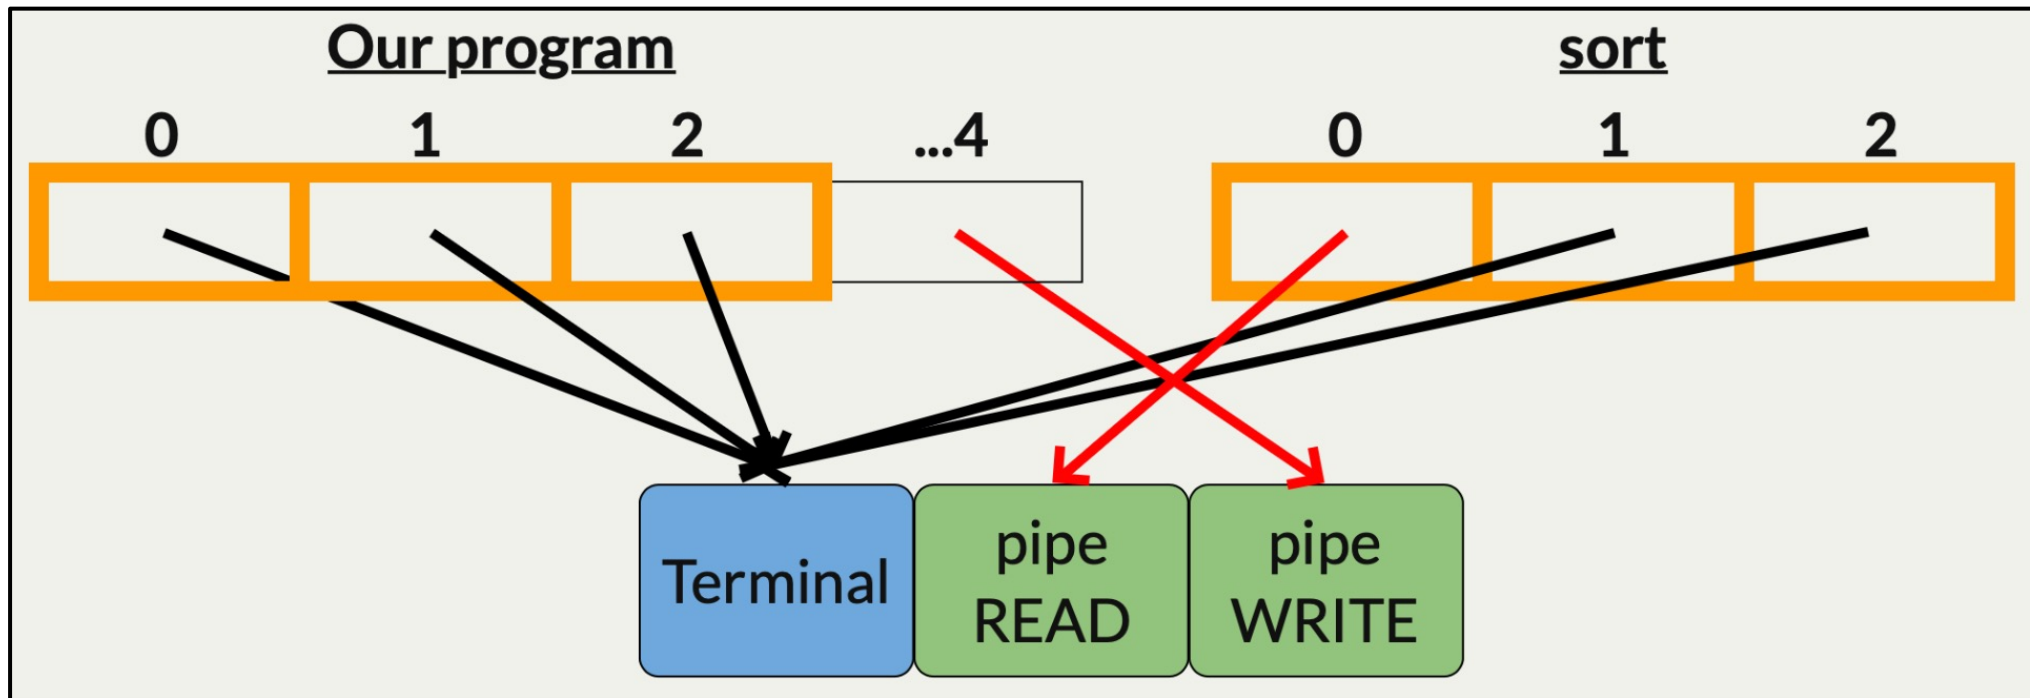 Our program
sort
0 1 2 ...4
0 1 2
Terminal
pipe
READ
pipe
WRITE